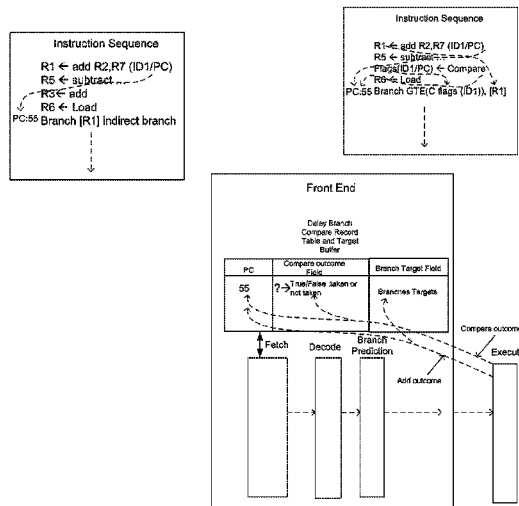 Instruction Sequence
R1 ← add R2,R7 (ID1/PC)
R5 ← subtract
R3 ← add
R6 ← Load
PC:55 Branch [R1] Indirect branch
Instruction Sequence
R1 ← add R2,R7 (ID1/PC)
R5 ← subtract
Flags(ID1/PC) ← Compare
R6 ← Load
PC:55 Branch GTE(C flags (ID1)), [R1]
Front End
Delay Branch
Compare Record
Table and Target
Buffer
PC
Compare outcome
Field
Branch Target Field
55
? → True/False :taken or
not taken
Branches Targets
Compare outcome
Fetch
Decode
Branch
Prediction
Execut
Add outcome